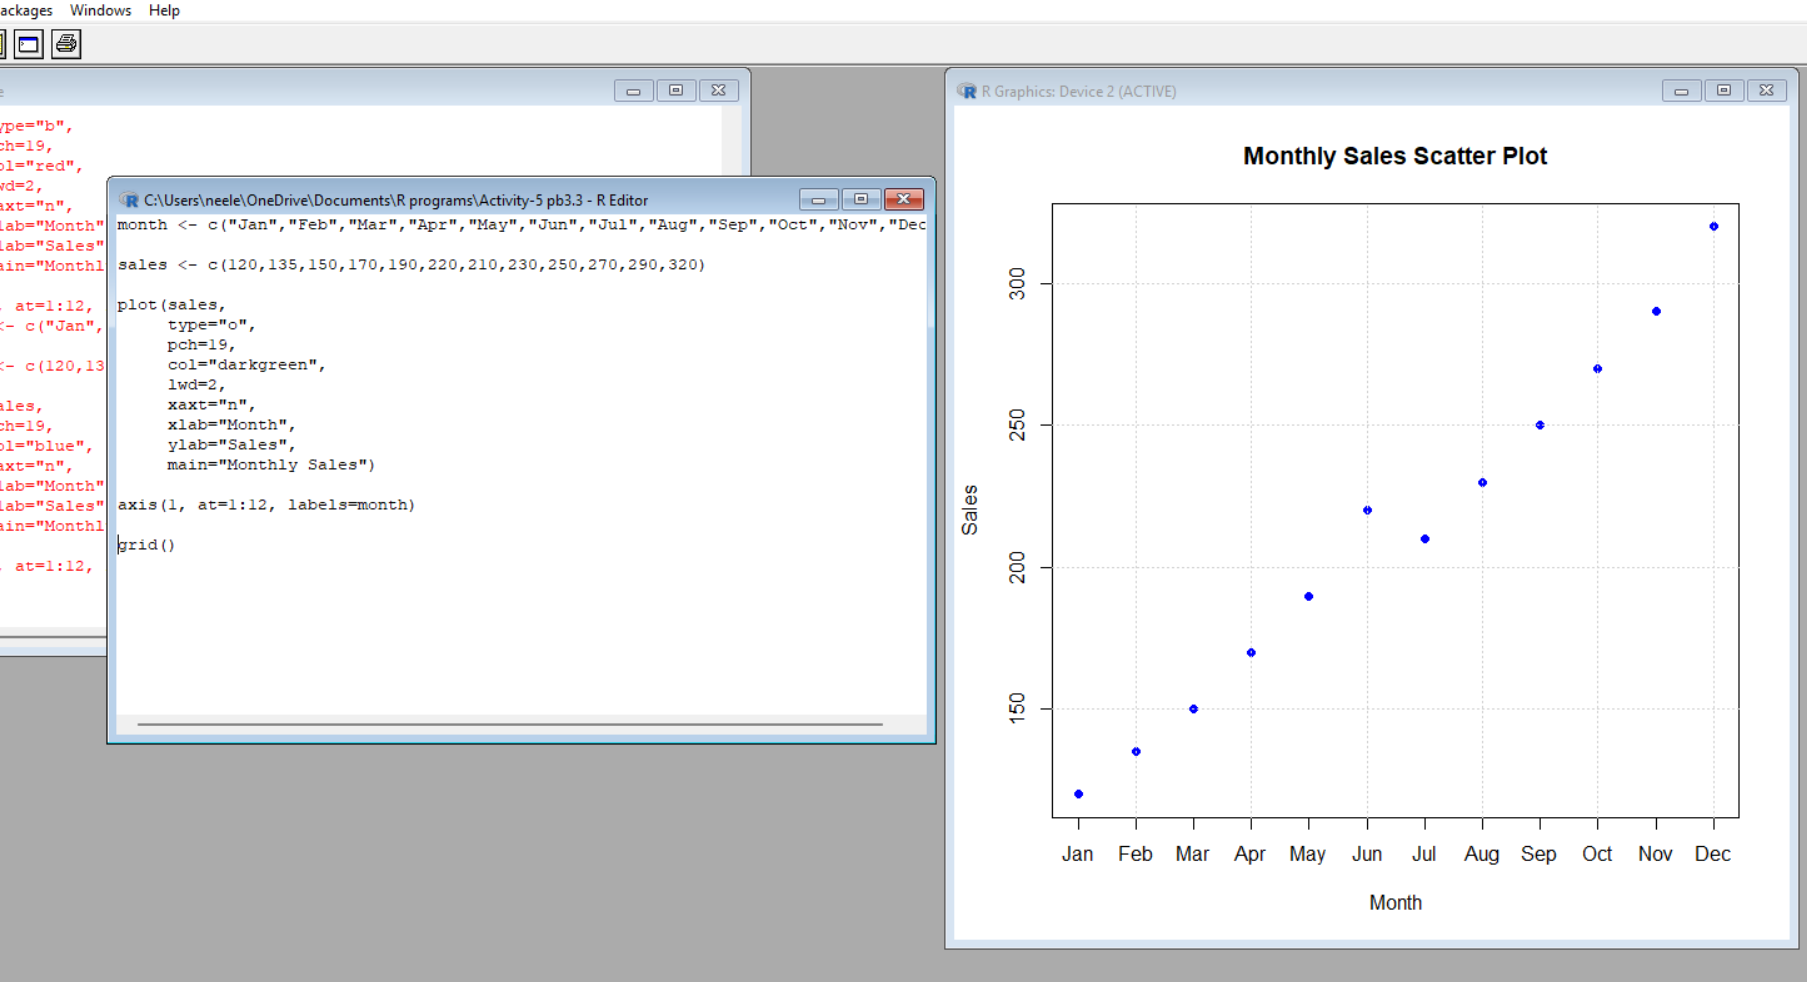 ackages Windows Help
e
ype="b",
ch=19,
ol="red",
wd=2,
axt="n",
lab="Month"
lab="Sales"
ain="Monthl
, at=1:12,
<- c("Jan",
<- c(120,13
ales,
ch=19,
ol="blue",
axt="n",
lab="Month"
lab="Sales"
ain="Monthl
, at=1:12,
C:\Users\neele\OneDrive\Documents\R programs\Activity-5 pb3.3 - R Editor
month <- c("Jan","Feb","Mar","Apr","May","Jun","Jul","Aug","Sep","Oct","Nov","Dec
sales <- c(120,135,150,170,190,220,210,230,250,270,290,320)
plot(sales,
type="o",
pch=19,
col="darkgreen",
lwd=2,
xaxt="n",
xlab="Month",
ylab="Sales",
main="Monthly Sales")
axis(1, at=1:12, labels=month)
grid()
R Graphics: Device 2 (ACTIVE)
Monthly Sales Scatter Plot
300
250
200
150
Sales
Jan Feb Mar Apr May Jun Jul Aug Sep Oct Nov Dec
Month